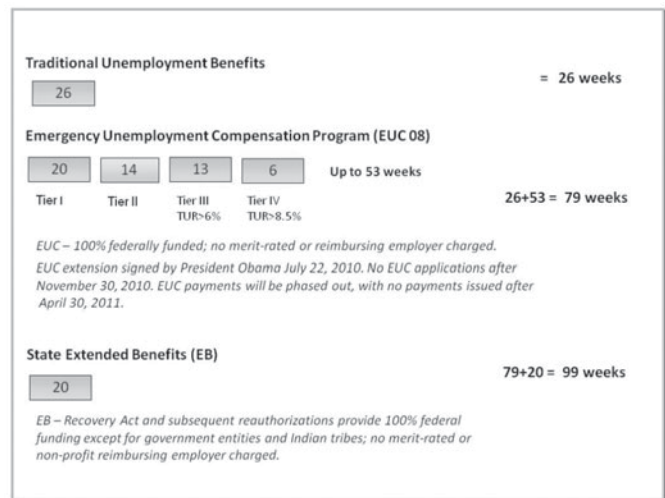 Traditional Unemployment Benefits
= 26 weeks
26
Emergency Unemployment Compensation Program (EUC 08)
20 14 13 6 Up to 53 weeks
Tier I Tier II Tier III Tier IV
TUR>6% TUR>8.5%
26+53 = 79 weeks
EUC – 100% federally funded; no merit-rated or reimbursing employer charged.
EUC extension signed by President Obama July 22, 2010. No EUC applications after
November 30, 2010. EUC payments will be phased out, with no payments issued after
April 30, 2011.
State Extended Benefits (EB)
79+20 = 99 weeks
20
EB – Recovery Act and subsequent reauthorizations provide 100% federal
funding except for government entities and Indian tribes; no merit-rated or
non-profit reimbursing employer charged.